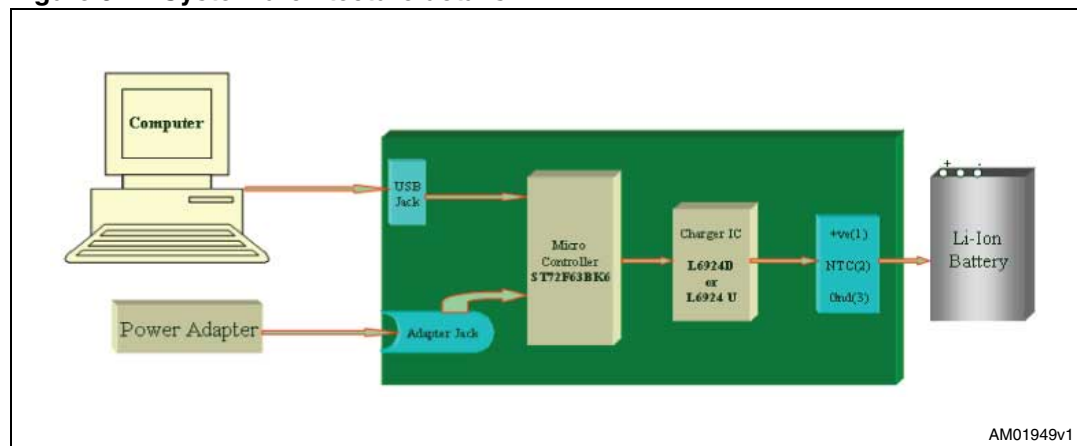 Computer
USB
Jack
Micro
Controller
ST72F63BK6
Charger IC
L6924D
or
L6924 U
+ve(1)
NTC(2)
Gnd(3)
+ -
Li-Ion
Battery
Power Adapter
Adapter Jack
AM01949v1